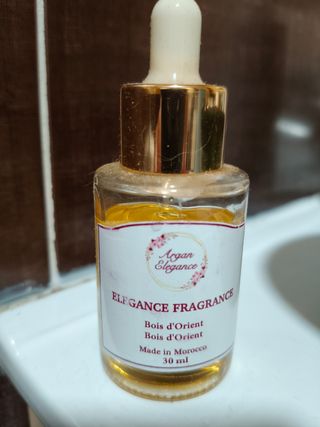 Argan
Elegance
ELEGANCE FRAGRANCE
Bois d'Orient
Bois d'Orient
Made in Morocco
30 ml